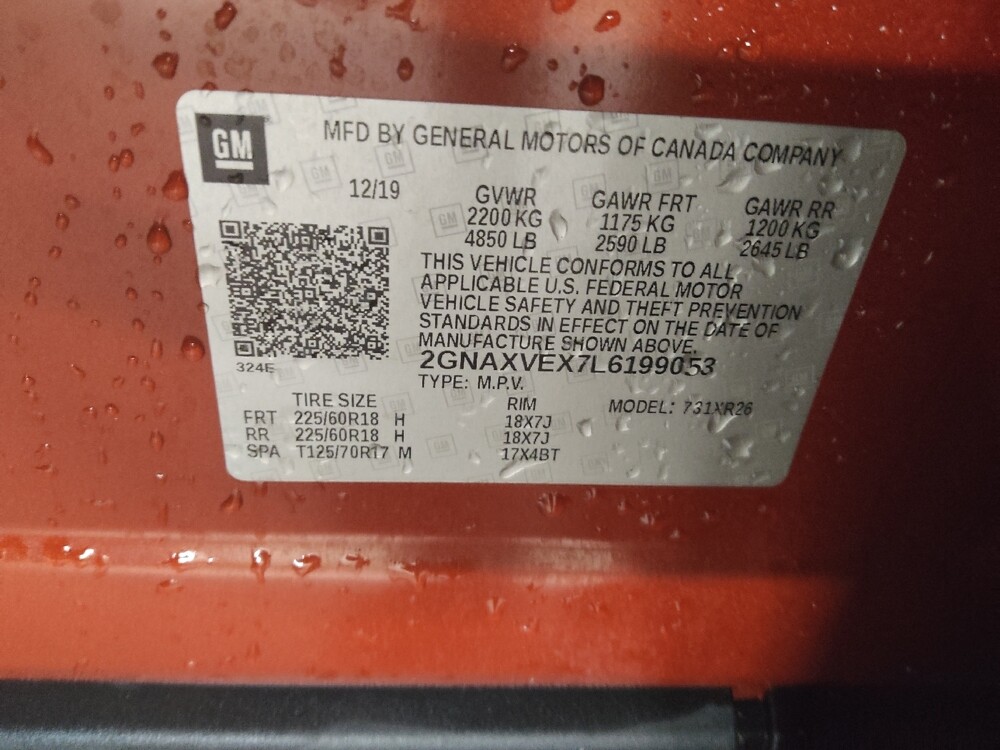 GM
MFD BY GENERAL MOTORS OF CANADA COMPANY
12/19
GVWR GAWR FRT GAWR RR
2200 KG 1175 KG 1200 KG
4850 LB 2590 LB 2645 LB
THIS VEHICLE CONFORMS TO ALL
APPLICABLE U.S. FEDERAL MOTOR
VEHICLE SAFETY AND THEFT PREVENTION
STANDARDS IN EFFECT ON THE DATE OF
MANUFACTURE SHOWN ABOVE.
2GNAXVEX7L6199053
324E
TYPE: M.P.V.
TIRE SIZE RIM MODEL: 731XR26
FRT 225/60R18 H 18X7J
RR 225/60R18 H 18X7J
SPA T125/70R17 M 17X4BT